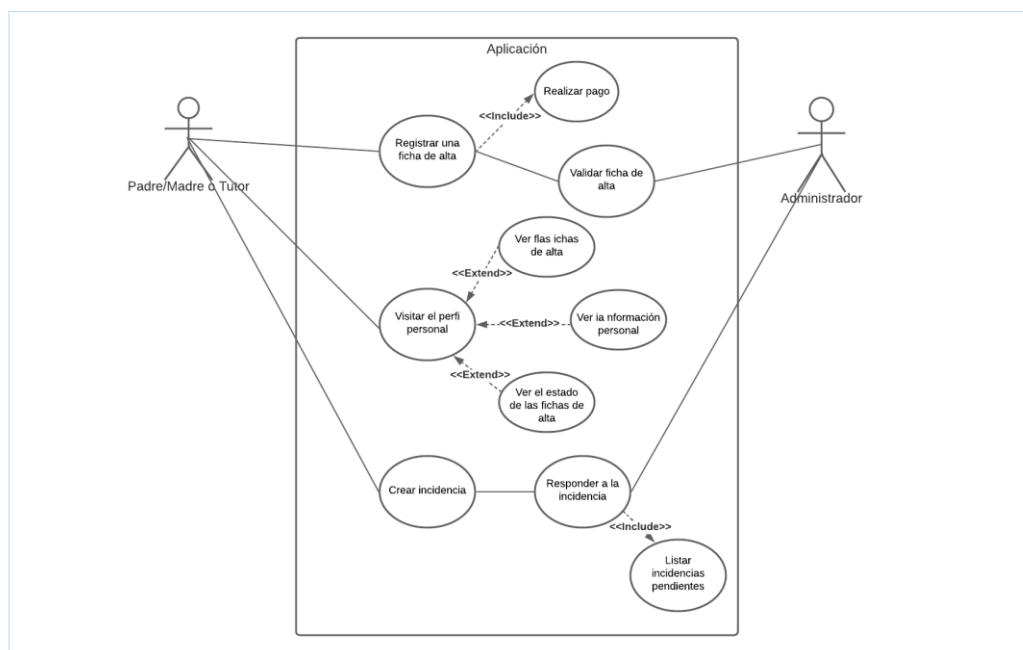 Aplicación
Realizar pago
<<Include>>
Registrar una
ficha de alta
Validar ficha de
alta
Padre/Madre o Tutor
Administrador
Ver flas ichas
de alta
<<Extend>>
Visitar el perfi
personal
<<Extend>>
Ver ia nformación
personal
<<Extend>>
Ver el estado
de las fichas de
alta
Crear incidencia
Responder a la
incidencia
<<Include>>
Listar
incidencias
pendientes